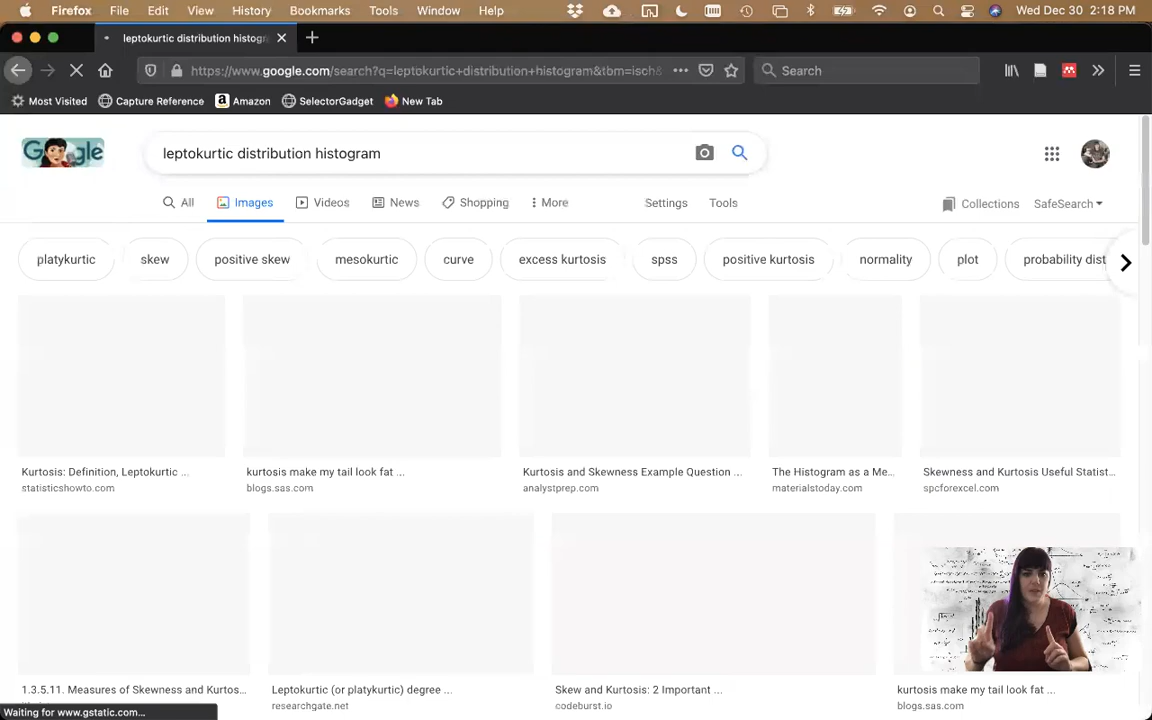 Firefox File Edit View History Bookmarks Tools Window Help Wed Dec 30 2:18 PM
leptokurtic distribution histogr
https://www.google.com/search?q=leptokurtic+distribution+histogram&tbm=isch& Search
Most Visited Capture Reference Amazon SelectorGadget New Tab
Google leptokurtic distribution histogram
All Images Videos News Shopping More Settings Tools Collections SafeSearch
platykurtic skew positive skew mesokurtic curve excess kurtosis spss positive kurtosis normality plot probability dist
Kurtosis: Definition, Leptokurtic ... kurtosis make my tail look fat ... Kurtosis and Skewness Example Question ... The Histogram as a Me... Skewness and Kurtosis Useful Statist...
statisticshowto.com blogs.sas.com analystprep.com materialstoday.com spcforexcel.com
1.3.5.11. Measures of Skewness and Kurtos... Leptokurtic (or platykurtic) degree ... Skew and Kurtosis: 2 Important ... kurtosis make my tail look fat ...
researchgate.net codeburst.io blogs.sas.com
Waiting for www.gstatic.com...